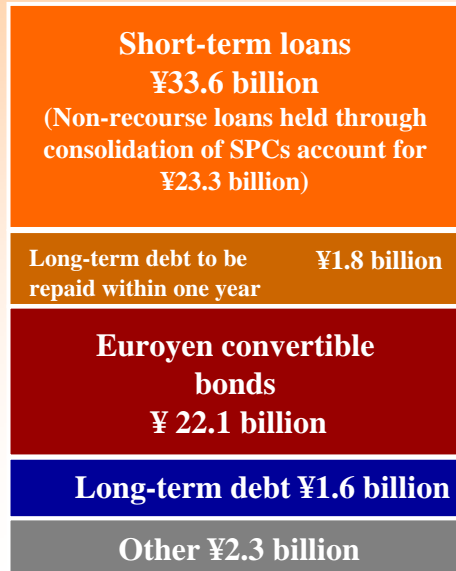 Short-term loans
¥33.6 billion
(Non-recourse loans held through
consolidation of SPCs account for
¥23.3 billion)
Long-term debt to be ¥1.8 billion
repaid within one year
Euroyen convertible
bonds
¥ 22.1 billion
Long-term debt ¥1.6 billion
Other ¥2.3 billion